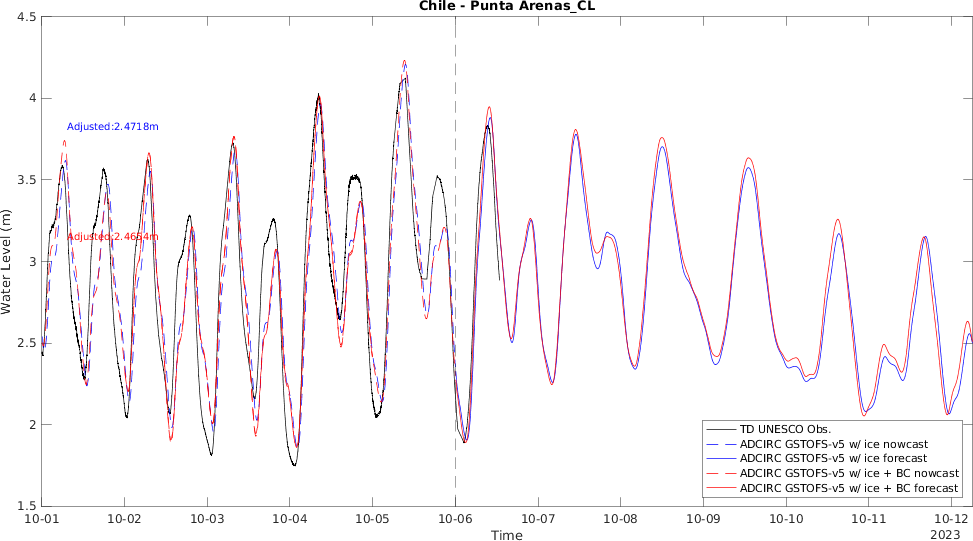 Chile - Punta Arenas_CL
4.5
4
3.5
3
2.5
2
1.5
Water Level (m)
Adjusted:2.4718m
Adjusted:2.4654m
TD UNESCO Obs.
ADCIRC GSTOFS-v5 w/ ice nowcast
ADCIRC GSTOFS-v5 w/ ice forecast
ADCIRC GSTOFS-v5 w/ ice + BC nowcast
ADCIRC GSTOFS-v5 w/ ice + BC forecast
10-01 10-02 10-03 10-04 10-05 10-06 10-07 10-08 10-09 10-10 10-11 10-12
2023
Time